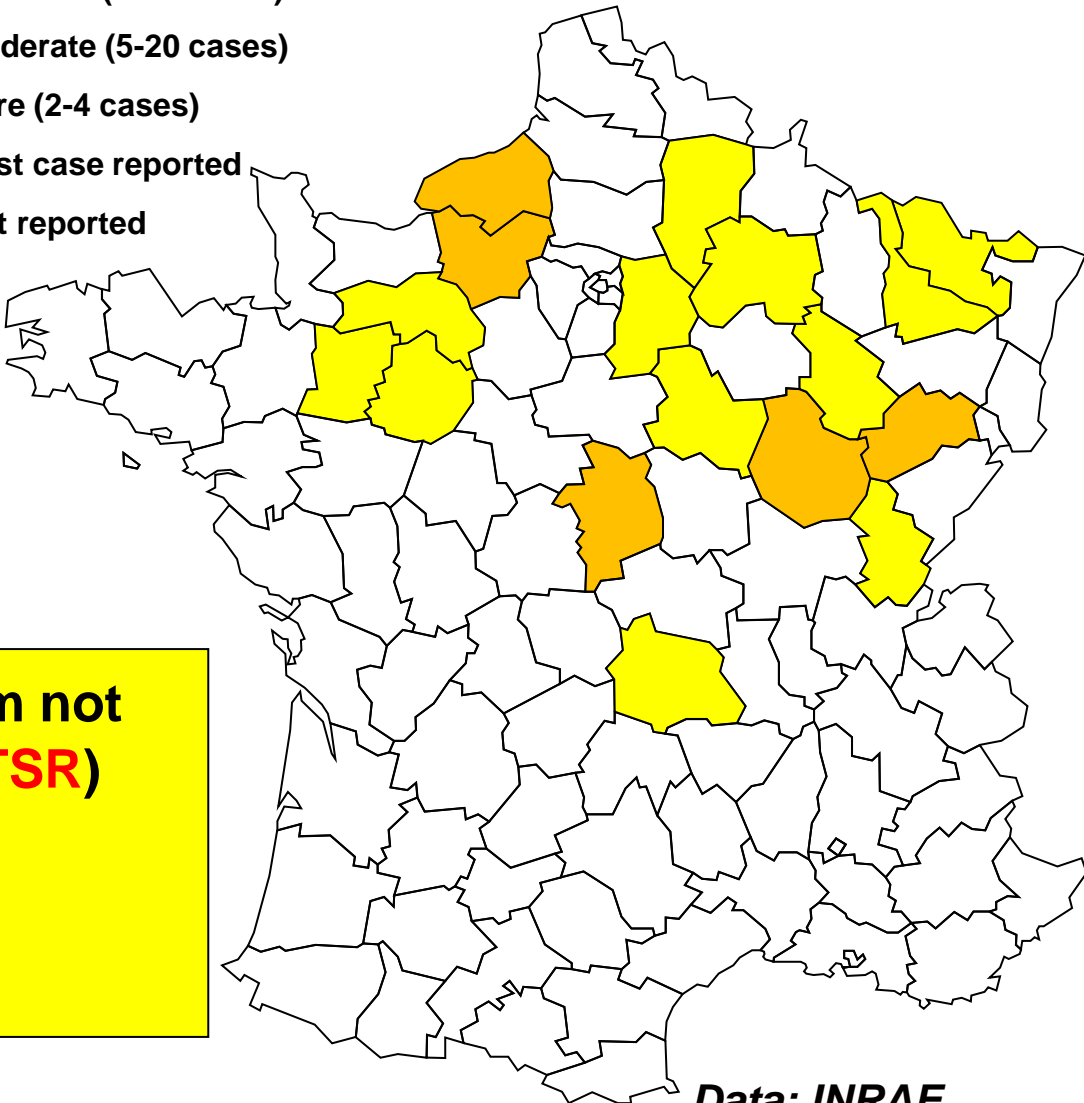 derate (5-20 cases)
re (2-4 cases)
st case reported
t reported
m not
TSR)
Data: INRAE